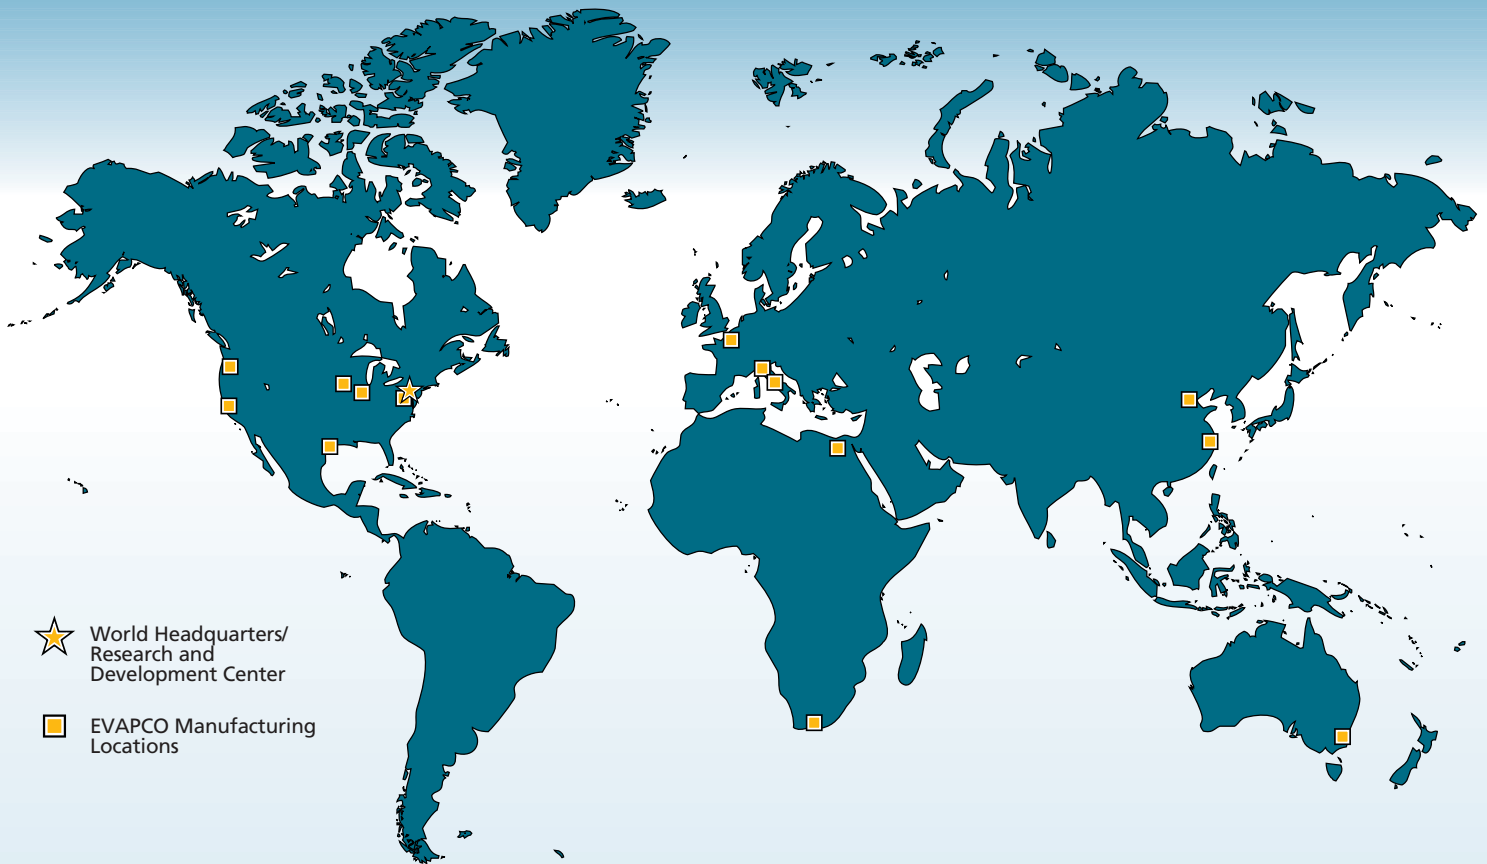 World Headquarters/
Research and
Development Center
EVAPCO Manufacturing
Locations